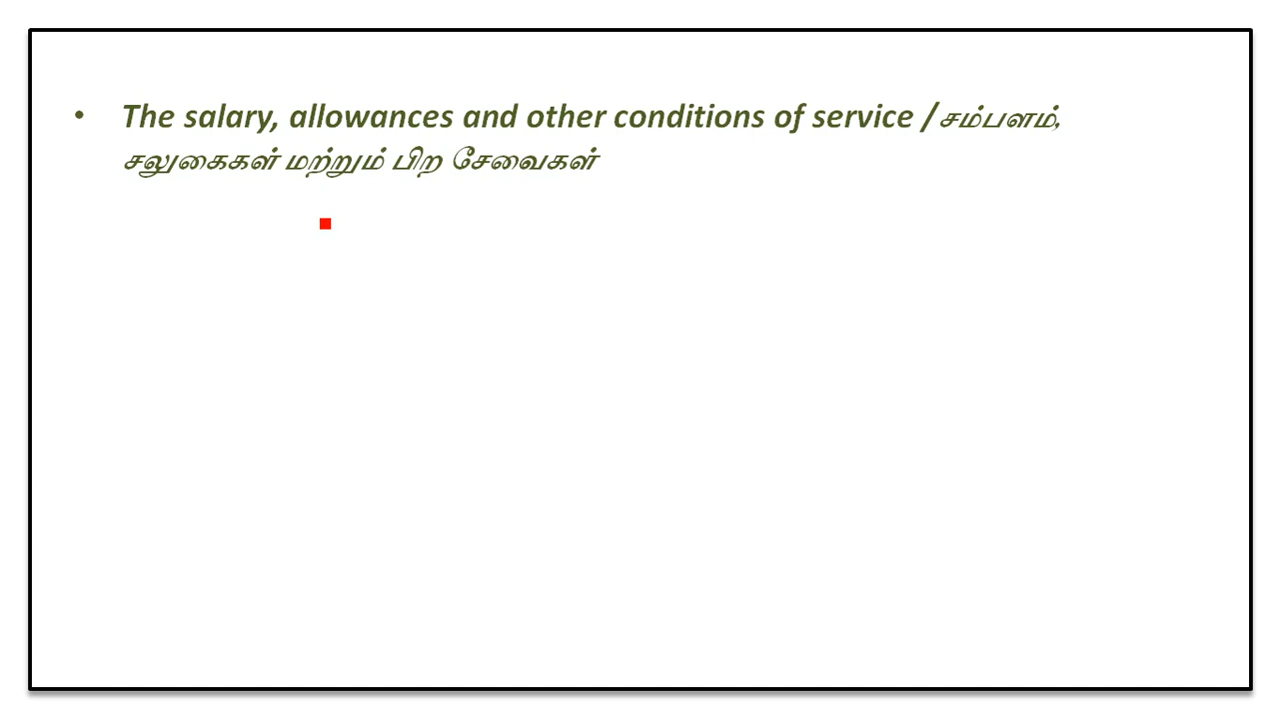 • The salary, allowances and other conditions of service /சம்பளம்,
சலுகைகள் மற்றும் பிற சேவைகள்